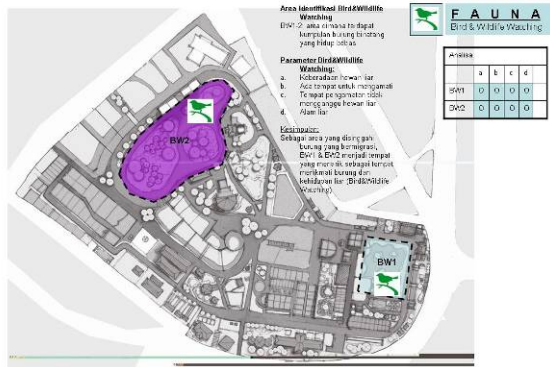 Area Identifikasi Bird&Wildlife
Watching
BW1-2: area dimana terdapat
kumpulan burung binatang
yang hidup bebas
Parameter Bird&Wildlife
Watching:
a. Keberadaan hewan liar
b. Ada tempat untuk mengamati
c. Tempat pengamatan tidak
mengganggu hewan liar
d. Alam liar
Kesimpulan:
Sebagai area yang disinggahi
burung yang bermigrasi,
BW1 & BW2 menjadi tempat
yang menarik sebagai tempat
menikmati burung dan
kehidupan liar (Bird&Wildlife
Watching)
FAUNA
Bird & Wildlife Watching
Analisa
a b c d
BW1 O O O O
BW2 O O O O
BW2
BW1